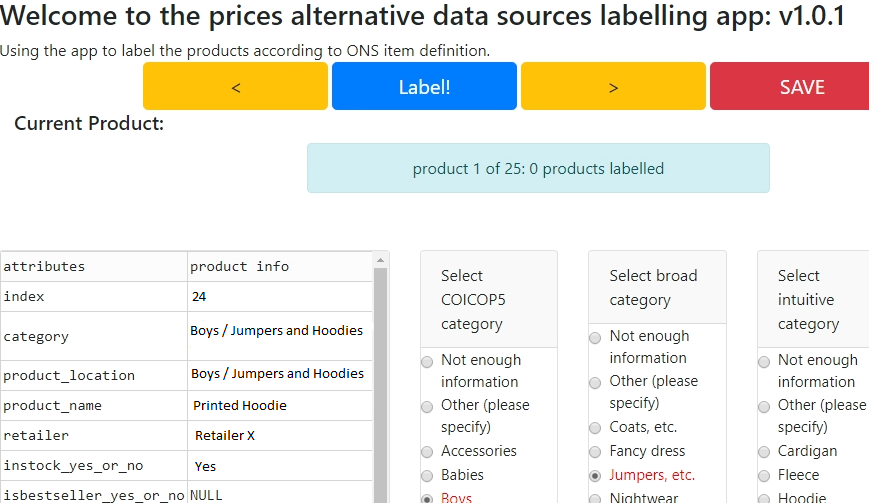 Welcome to the prices alternative data sources labelling app: v1.0.1
Using the app to label the products according to ONS item definition.
< Label! > SAVE
Current Product:
product 1 of 25: 0 products labelled
attributes product info
index 24
category Boys / Jumpers and Hoodies
product_location Boys / Jumpers and Hoodies
product_name Printed Hoodie
retailer Retailer X
instock_yes_or_no Yes
isbestseller_yes_or_no NULL
Select
COICOP5
category
Not enough
information
Other (please
specify)
Accessories
Babies
Boys
Select broad
category
Not enough
information
Other (please
specify)
Coats, etc.
Fancy dress
Jumpers, etc.
Nightwear
Select
intuitive
category
Not enough
information
Other (please
specify)
Cardigan
Fleece
Hoodie